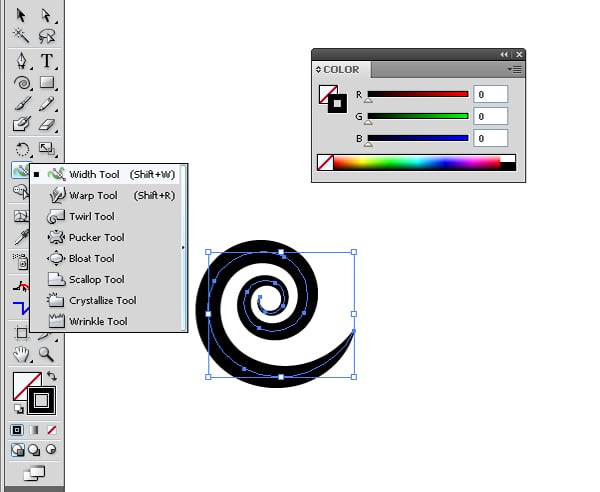 T
COLOR
R 0
G 0
B 0
Width Tool (Shift+W)
Warp Tool (Shift+R)
Twirl Tool
Pucker Tool
Bloat Tool
Scallop Tool
Crystallize Tool
Wrinkle Tool